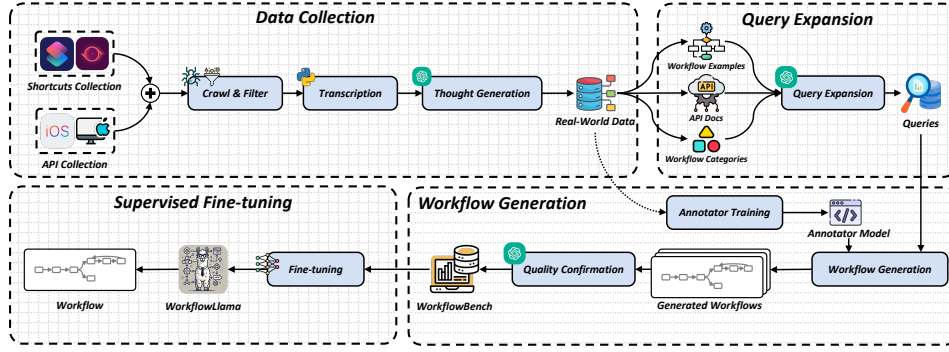 Data Collection
Shortcuts Collection
iOS
API Collection
Crawl & Filter
Transcription
Thought Generation
Real-World Data
Query Expansion
Workflow Examples
API
API Docs
Workflow Categories
Query Expansion
Queries
Supervised Fine-tuning
Workflow
WorkflowLlama
Fine-tuning
Workflow Generation
Annotator Training
Annotator Model
WorkflowBench
Quality Confirmation
Generated Workflows
Workflow Generation